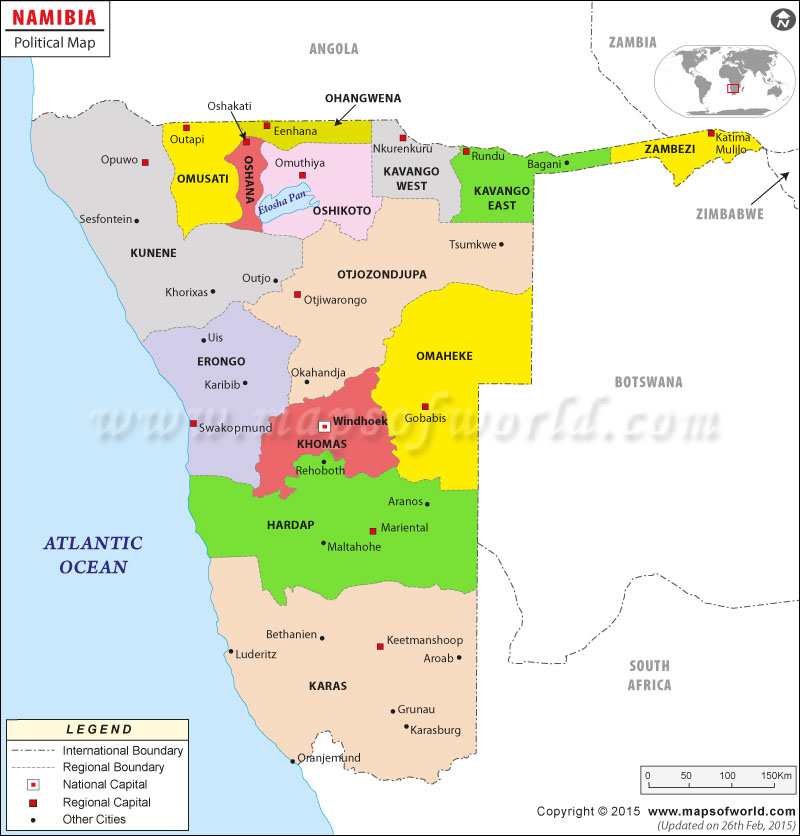 NAMIBIA
Political Map
ANGOLA
ZAMBIA
N
OHANGWENA
Oshakati
Outapi
Eenhana
Nkurenkuru
Katima
Mulilo
ZAMBEZI
Opuwo
OMUSATI
OSHANA
Omuthiya
KAVANGO
WEST
Rundu
Bagani
KAVANGO
EAST
Etosha Pan
OSHIKOTO
ZIMBABWE
Sesfontein
KUNENE
Tsumkwe
Outjo
OTJOZONDJUPA
Khorixas
Otjiwarongo
Uis
ERONGO
OMAHEKE
Okahandja
Karibib
BOTSWANA
www.mapsofworld.com
Swakopmund
Windhoek
Gobabis
KHOMAS
Rehoboth
Aranos
HARDAP
Mariental
Maltahohe
ATLANTIC
OCEAN
Bethanien
Keetmanshoop
Luderitz
Aroab
SOUTH
AFRICA
KARAS
Grunau
Karasburg
Oranjemund
LEGEND
International Boundary
Regional Boundary
National Capital
Regional Capital
Other Cities
0 50 100 150Km
Copyright © 2015 www.mapsofworld.com
(Updated on 26th Feb, 2015)